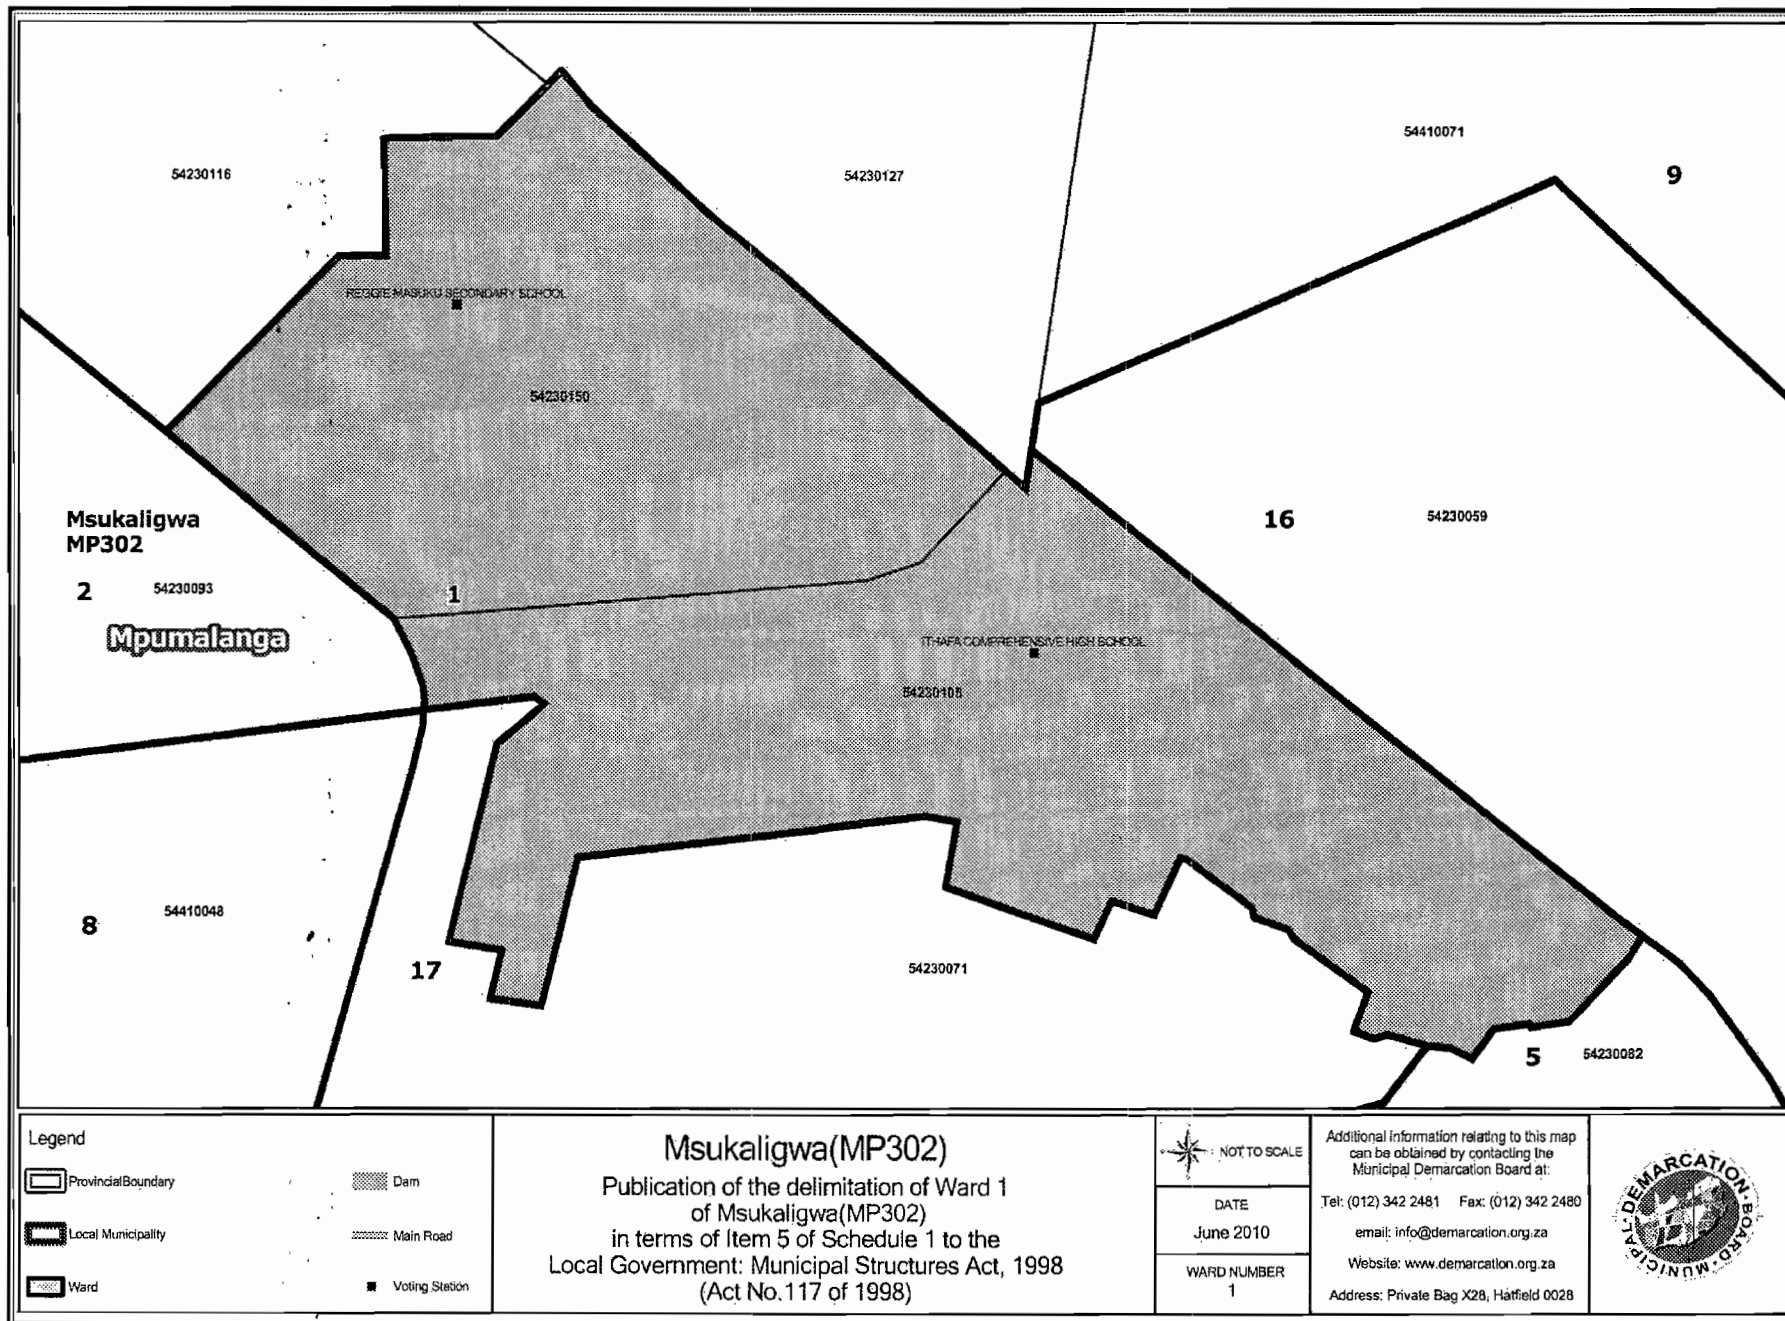 54410071
9
54230116
54230127
REGGIE MASUKU SECONDARY SCHOOL
54230150
Msukaligwa
MP302
16
54230059
2
54230093
1
Mpumalanga
ITHAFA COMPREHENSIVE HIGH SCHOOL
54230105
8
54410048
17
54230071
5
54230082
Legend
ProvincialBoundary
Local Municipality
Ward
Dam
Main Road
Voting Station
Msukaligwa(MP302)
Publication of the delimitation of Ward 1
of Msukaligwa(MP302)
in terms of Item 5 of Schedule 1 to the
Local Government: Municipal Structures Act, 1998
(Act No.117 of 1998)
NOT TO SCALE
DATE
June 2010
WARD NUMBER
1
Additional information relating to this map
can be obtained by contacting the
Municipal Demarcation Board at:
Tel: (012) 342 2481 Fax: (012) 342 2480
email: info@demarcation.org.za
Website: www.demarcation.org.za
Address: Private Bag X28, Hatfield 0028
MUNICIPAL DEMARCATION BOARD